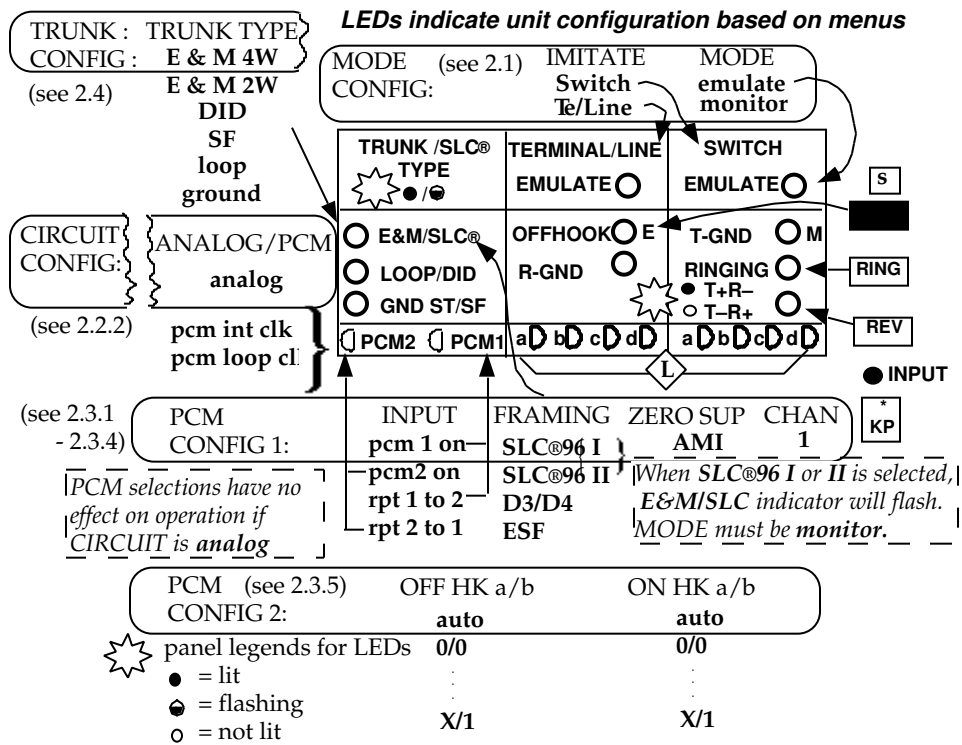 LEDs indicate unit configuration based on menus
TRUNK : TRUNK TYPE
CONFIG : E & M 4W
(see 2.4) E & M 2W
DID
SF
loop
ground
MODE (see 2.1) IMITATE MODE
CONFIG: Switch emulate
Te/Line monitor
TRUNK /SLC® TYPE
● /
TERMINAL/LINE
EMULATE
SWITCH
EMULATE
S
CIRCUIT ANALOG/PCM
CONFIG: analog
(see 2.2.2)
pcm int clk
pcm loop cl
E&M/SLC®
LOOP/DID
GND ST/SF
OFFHOOK E
R-GND
T-GND M
RINGING
T+R–
T–R+
RING
REV
PCM2 PCM1 a b c d a b c d
L
INPUT
*
KP
(see 2.3.1
- 2.3.4)
PCM INPUT FRAMING ZERO SUP CHAN
CONFIG 1: pcm 1 on SLC®96 I AMI 1
pcm2 on SLC®96 II
rpt 1 to 2 D3/D4
rpt 2 to 1 ESF
PCM selections have no
effect on operation if
CIRCUIT is analog
When SLC®96 I or II is selected,
E&M/SLC indicator will flash.
MODE must be monitor.
PCM (see 2.3.5) OFF HK a/b ON HK a/b
CONFIG 2: auto auto
panel legends for LEDs 0/0 0/0
= lit
= flashing
= not lit X/1 X/1